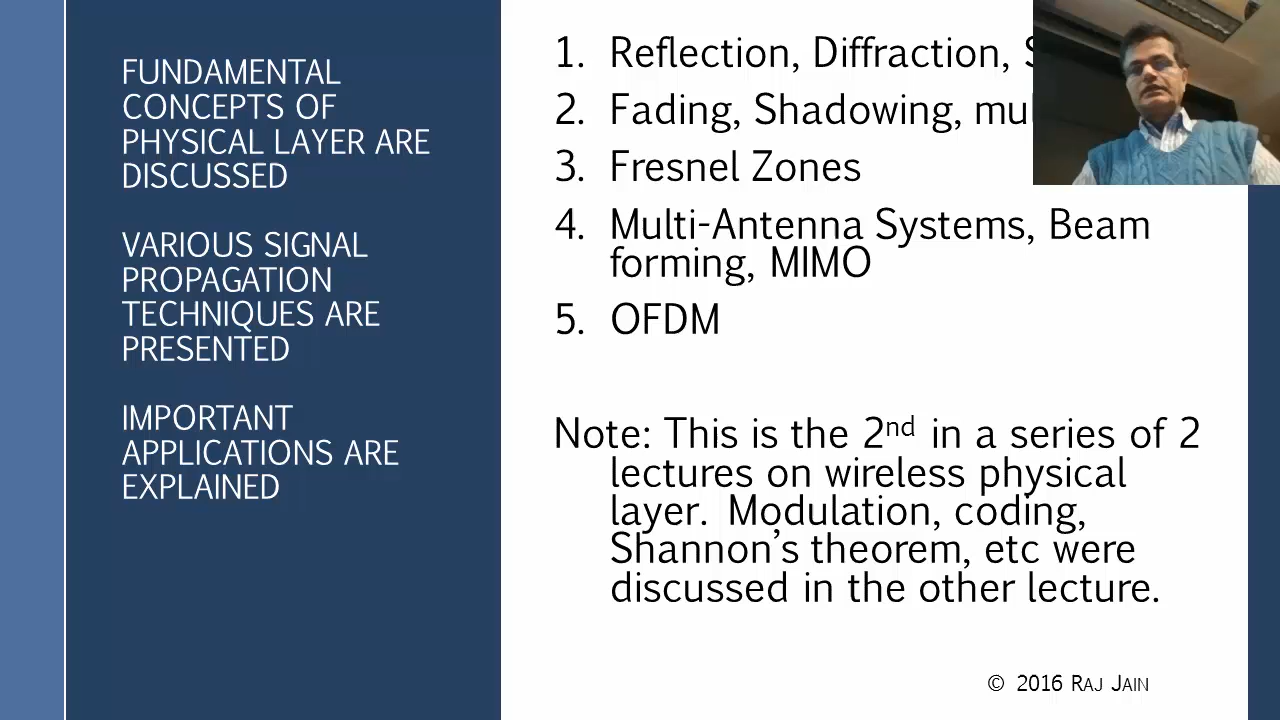 FUNDAMENTAL
CONCEPTS OF
PHYSICAL LAYER ARE
DISCUSSED
VARIOUS SIGNAL
PROPAGATION
TECHNIQUES ARE
PRESENTED
IMPORTANT
APPLICATIONS ARE
EXPLAINED
1. Reflection, Diffraction,
2. Fading, Shadowing,
3. Fresnel Zones
4. Multi-Antenna Systems, Beam
forming, MIMO
5. OFDM
Note: This is the 2nd in a series of 2
lectures on wireless physical
layer. Modulation, coding,
Shannon's theorem, etc were
discussed in the other lecture.
© 2016 RAJ JAIN